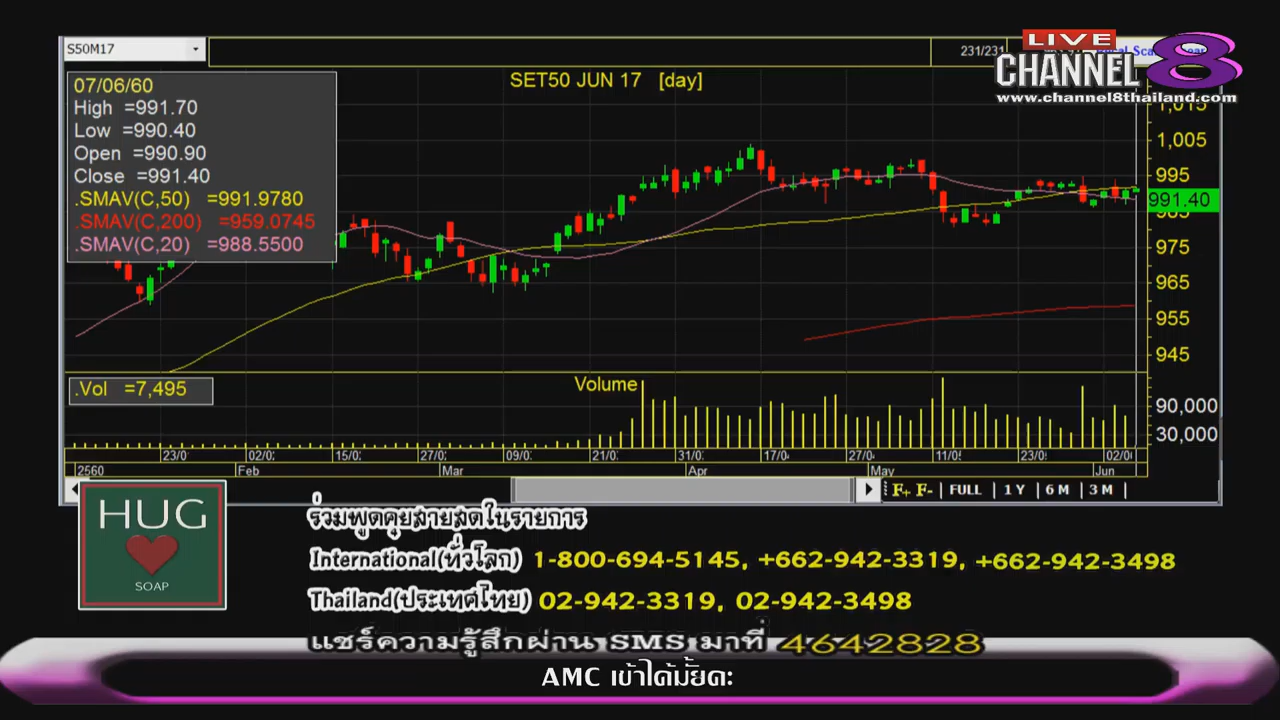 S50M17
231/231
LIVE
CHANNEL 8
www.channel8thailand.com
SET50 JUN 17 [day]
07/06/60
High =991.70
Low =990.40
Open =990.90
Close =991.40
.SMAV(C,50) =991.9780
.SMAV(C,200) =959.0745
.SMAV(C,20) =988.5500
1,015
1,005
995
991.40
985
975
965
955
945
.Vol =7,495
Volume
90,000
30,000
23/0 02/0 15/0 27/0 09/0 21/0 31/0 17/0 27/0 11/0 23/0 02/0
2560 Feb Mar Apr May Jun
F+ F- FULL 1 Y 6 M 3 M
HUG
SOAP
ร่วมพูดคุยสายสดในรายการ
International(ทั่วโลก) 1-800-694-5145, +662-942-3319, +662-942-3498
Thailand(ประเทศไทย) 02-942-3319, 02-942-3498
แชร์ความรู้สึกผ่าน SMS มาที่ 4642828
AMC เข้าได้มั้ยคะ